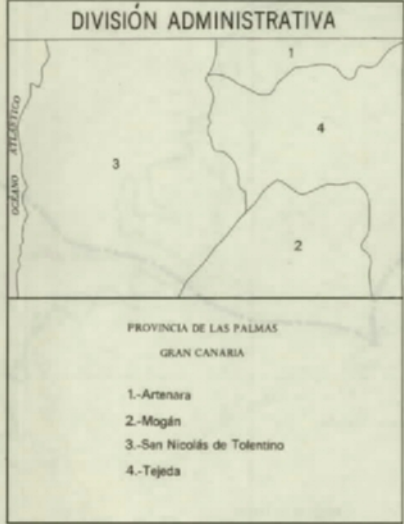 DIVISIÓN ADMINISTRATIVA
1
OCÉANO ATLÁNTICO
4
3
2
PROVINCIA DE LAS PALMAS
GRAN CANARIA
1.-Artenara
2.-Mogán
3.-San Nicolás de Tolentino
4.-Tejeda